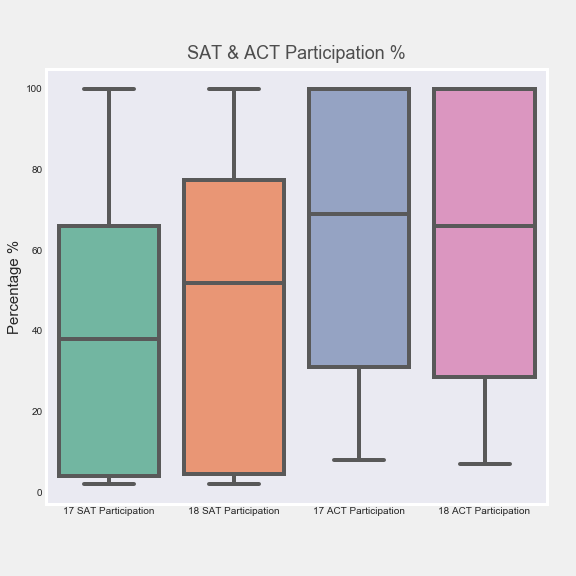 SAT & ACT Participation %
Percentage %
100
80
60
40
20
0
17 SAT Participation
18 SAT Participation
17 ACT Participation
18 ACT Participation